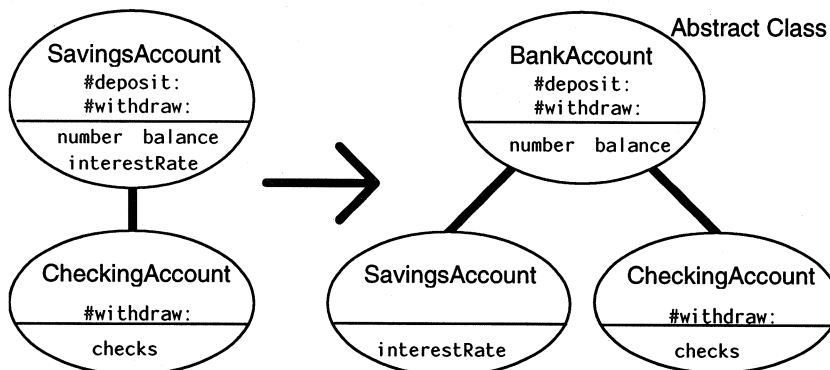 SavingsAccount
#deposit:
#withdraw:
number balance
interestRate
CheckingAccount
#withdraw:
checks
Abstract Class
BankAccount
#deposit:
#withdraw:
number balance
SavingsAccount
interestRate
CheckingAccount
#withdraw:
checks